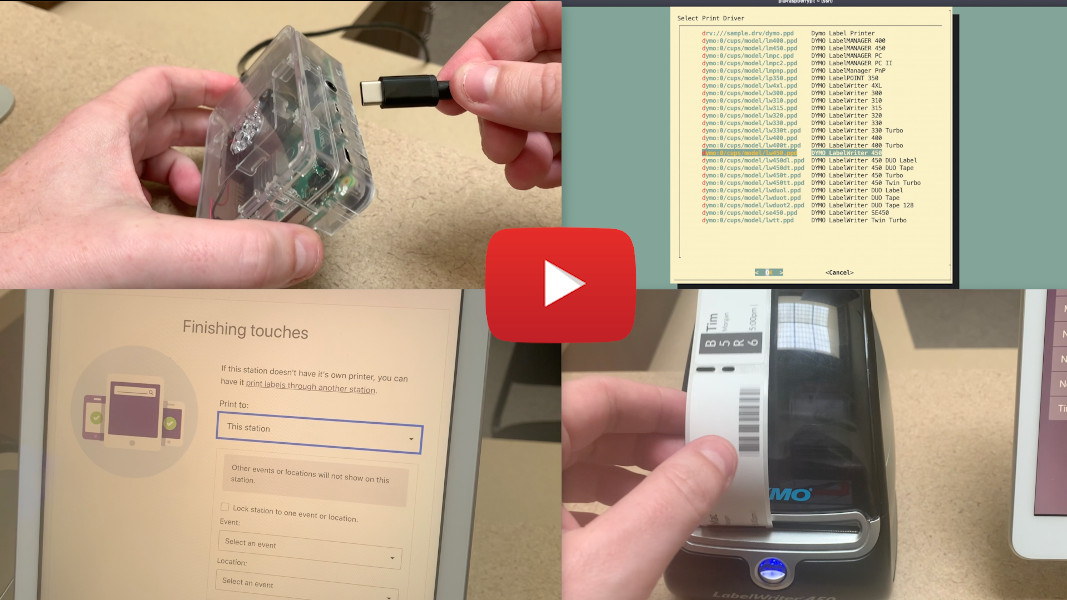 Select Print Driver
drv:///sample.drv/dymo.ppd Dymo Label Printer
dymo:0/cups/model/lm400.ppd DYMO LabelMANAGER 400
dymo:0/cups/model/lm450.ppd DYMO LabelMANAGER 450
dymo:0/cups/model/lmpc.ppd DYMO LabelMANAGER PC
dymo:0/cups/model/lmpc2.ppd DYMO LabelMANAGER PC II
dymo:0/cups/model/lmpnp.ppd DYMO LabelManager PnP
dymo:0/cups/model/lp350.ppd DYMO LabelPOINT 350
dymo:0/cups/model/lw4xl.ppd DYMO LabelWriter 4XL
dymo:0/cups/model/lw300.ppd DYMO LabelWriter 300
dymo:0/cups/model/lw310.ppd DYMO LabelWriter 310
dymo:0/cups/model/lw315.ppd DYMO LabelWriter 315
dymo:0/cups/model/lw320.ppd DYMO LabelWriter 320
dymo:0/cups/model/lw330.ppd DYMO LabelWriter 330
dymo:0/cups/model/lw330t.ppd DYMO LabelWriter 330 Turbo
dymo:0/cups/model/lw400.ppd DYMO LabelWriter 400
dymo:0/cups/model/lw400t.ppd DYMO LabelWriter 400 Turbo
dymo:0/cups/model/lw450.ppd DYMO LabelWriter 450
dymo:0/cups/model/lw450dl.ppd DYMO LabelWriter 450 DUO Label
dymo:0/cups/model/lw450dt.ppd DYMO LabelWriter 450 DUO Tape
dymo:0/cups/model/lw450t.ppd DYMO LabelWriter 450 Turbo
dymo:0/cups/model/lw450tt.ppd DYMO LabelWriter 450 Twin Turbo
dymo:0/cups/model/lwduol.ppd DYMO LabelWriter DUO Label
dymo:0/cups/model/lwduot.ppd DYMO LabelWriter DUO Tape
dymo:0/cups/model/lwduot2.ppd DYMO LabelWriter DUO Tape 128
dymo:0/cups/model/se450.ppd DYMO LabelWriter SE450
dymo:0/cups/model/lwtt.ppd DYMO LabelWriter Twin Turbo
<Cancel>
Finishing touches
If this station doesn't have it's own printer, you can
have it print labels through another station.
Print to:
This station
Other events or locations will not show on this
station.
Lock station to one event or location.
Event:
Select an event
Location:
Select an event
Tim
B5R6
5:00pm
DYMO
LabelWriter 450